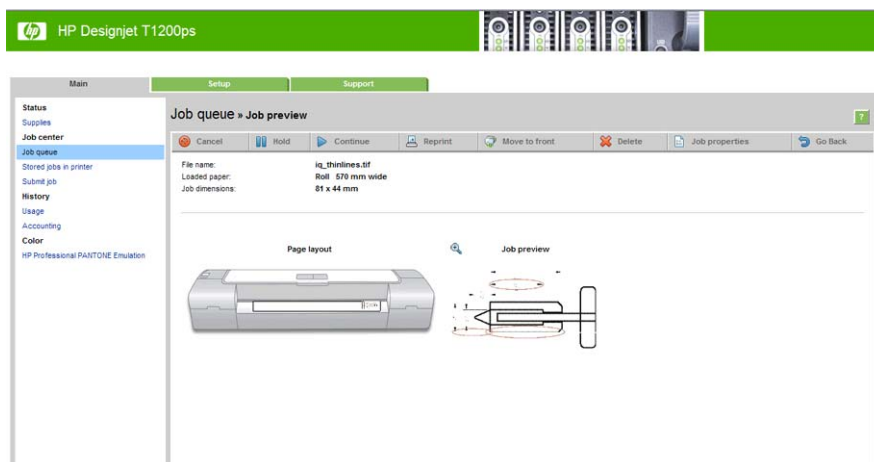 hp HP Designjet T1200ps
Main Setup Support
Status
Supplies
Job center
Job queue
Stored jobs in printer
Submit job
History
Usage
Accounting
Color
HP Professional PANTONE Emulation
Job queue » Job preview
?
Cancel Hold Continue Reprint Move to front Delete Job properties Go Back
File name: iq_thinlines.tif
Loaded paper: Roll 570 mm wide
Job dimensions: 81 x 44 mm
Page layout Job preview